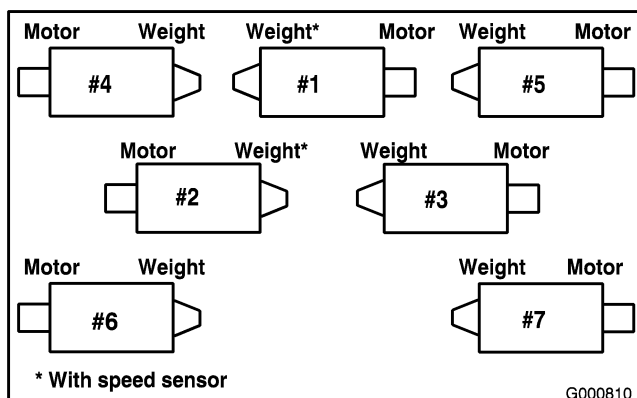 Motor Weight Weight* Motor Weight Motor
#4 #1 #5
Motor Weight* Weight Motor
#2 #3
Motor Weight Weight Motor
#6 #7
* With speed sensor
G000810